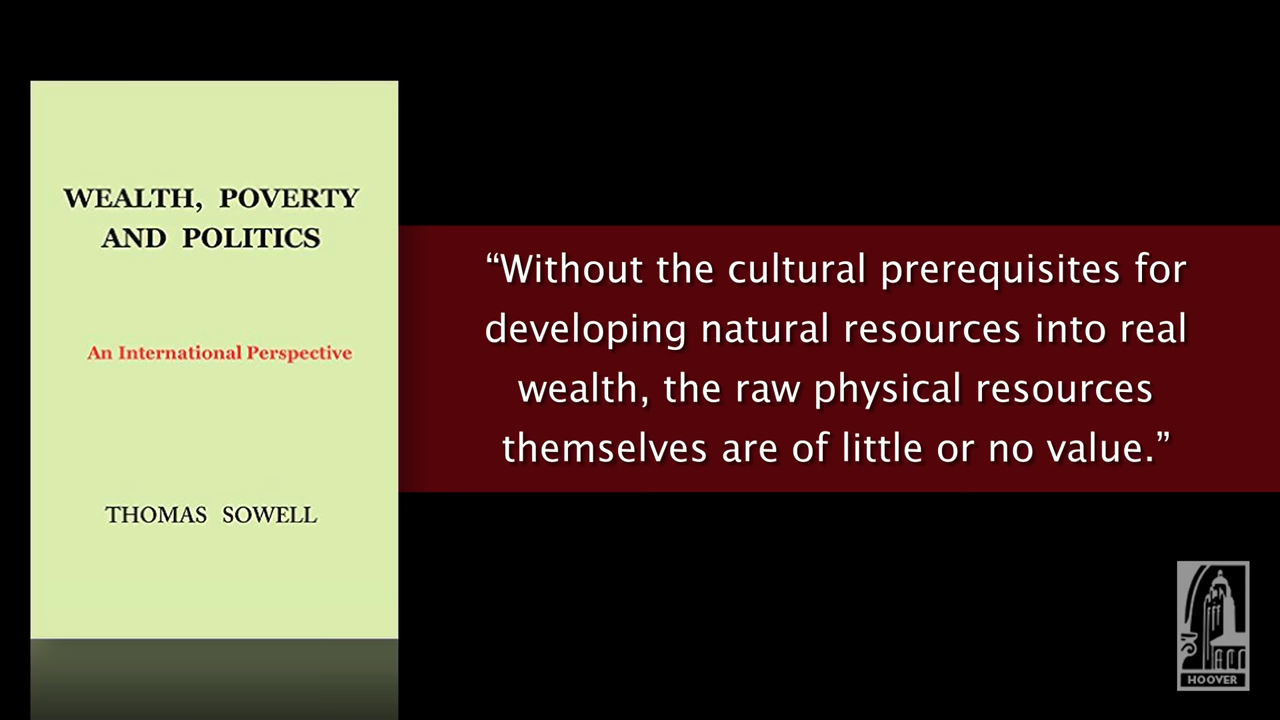 WEALTH, POVERTY
AND POLITICS
An International Perspective
THOMAS SOWELL
“Without the cultural prerequisites for
developing natural resources into real
wealth, the raw physical resources
themselves are of little or no value.”
HOOVER